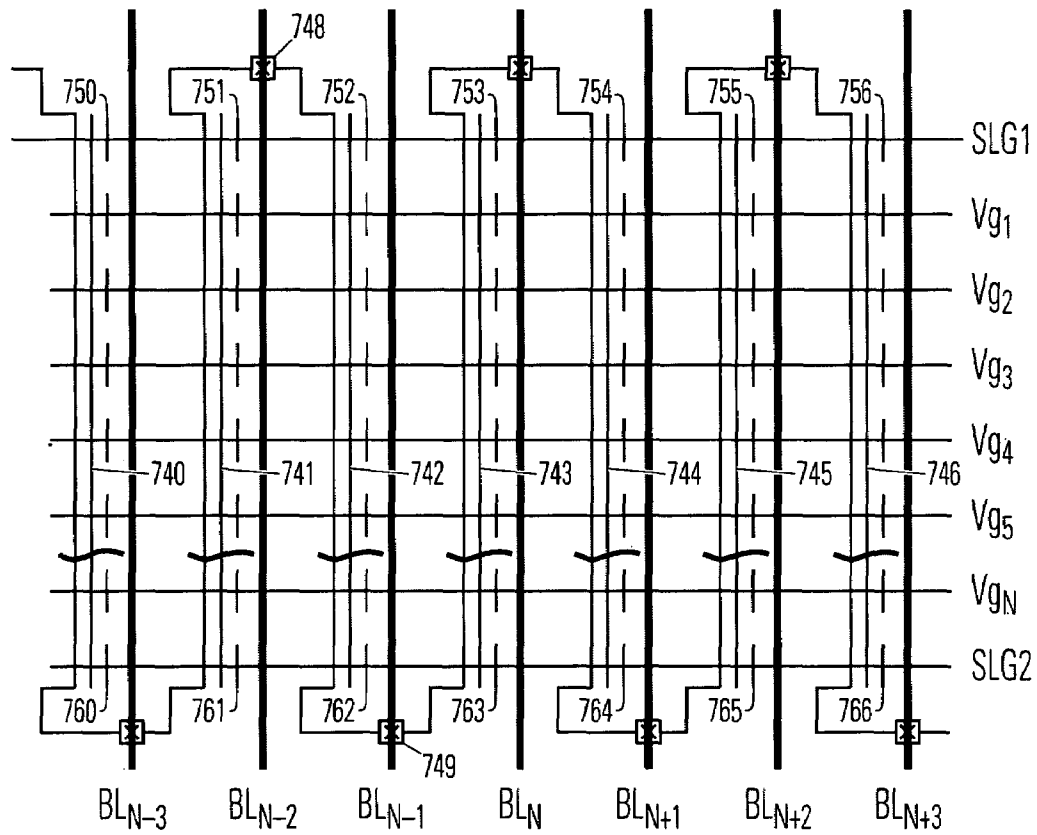 748
750 751 752 753 754 755 756
SLG1
Vg1
Vg2
Vg3
Vg4
740 741 742 743 744 745 746
Vg5
VgN
SLG2
760 761 762 763 764 765 766
749
BLN–3 BLN–2 BLN–1 BLN BLN+1 BLN+2 BLN+3